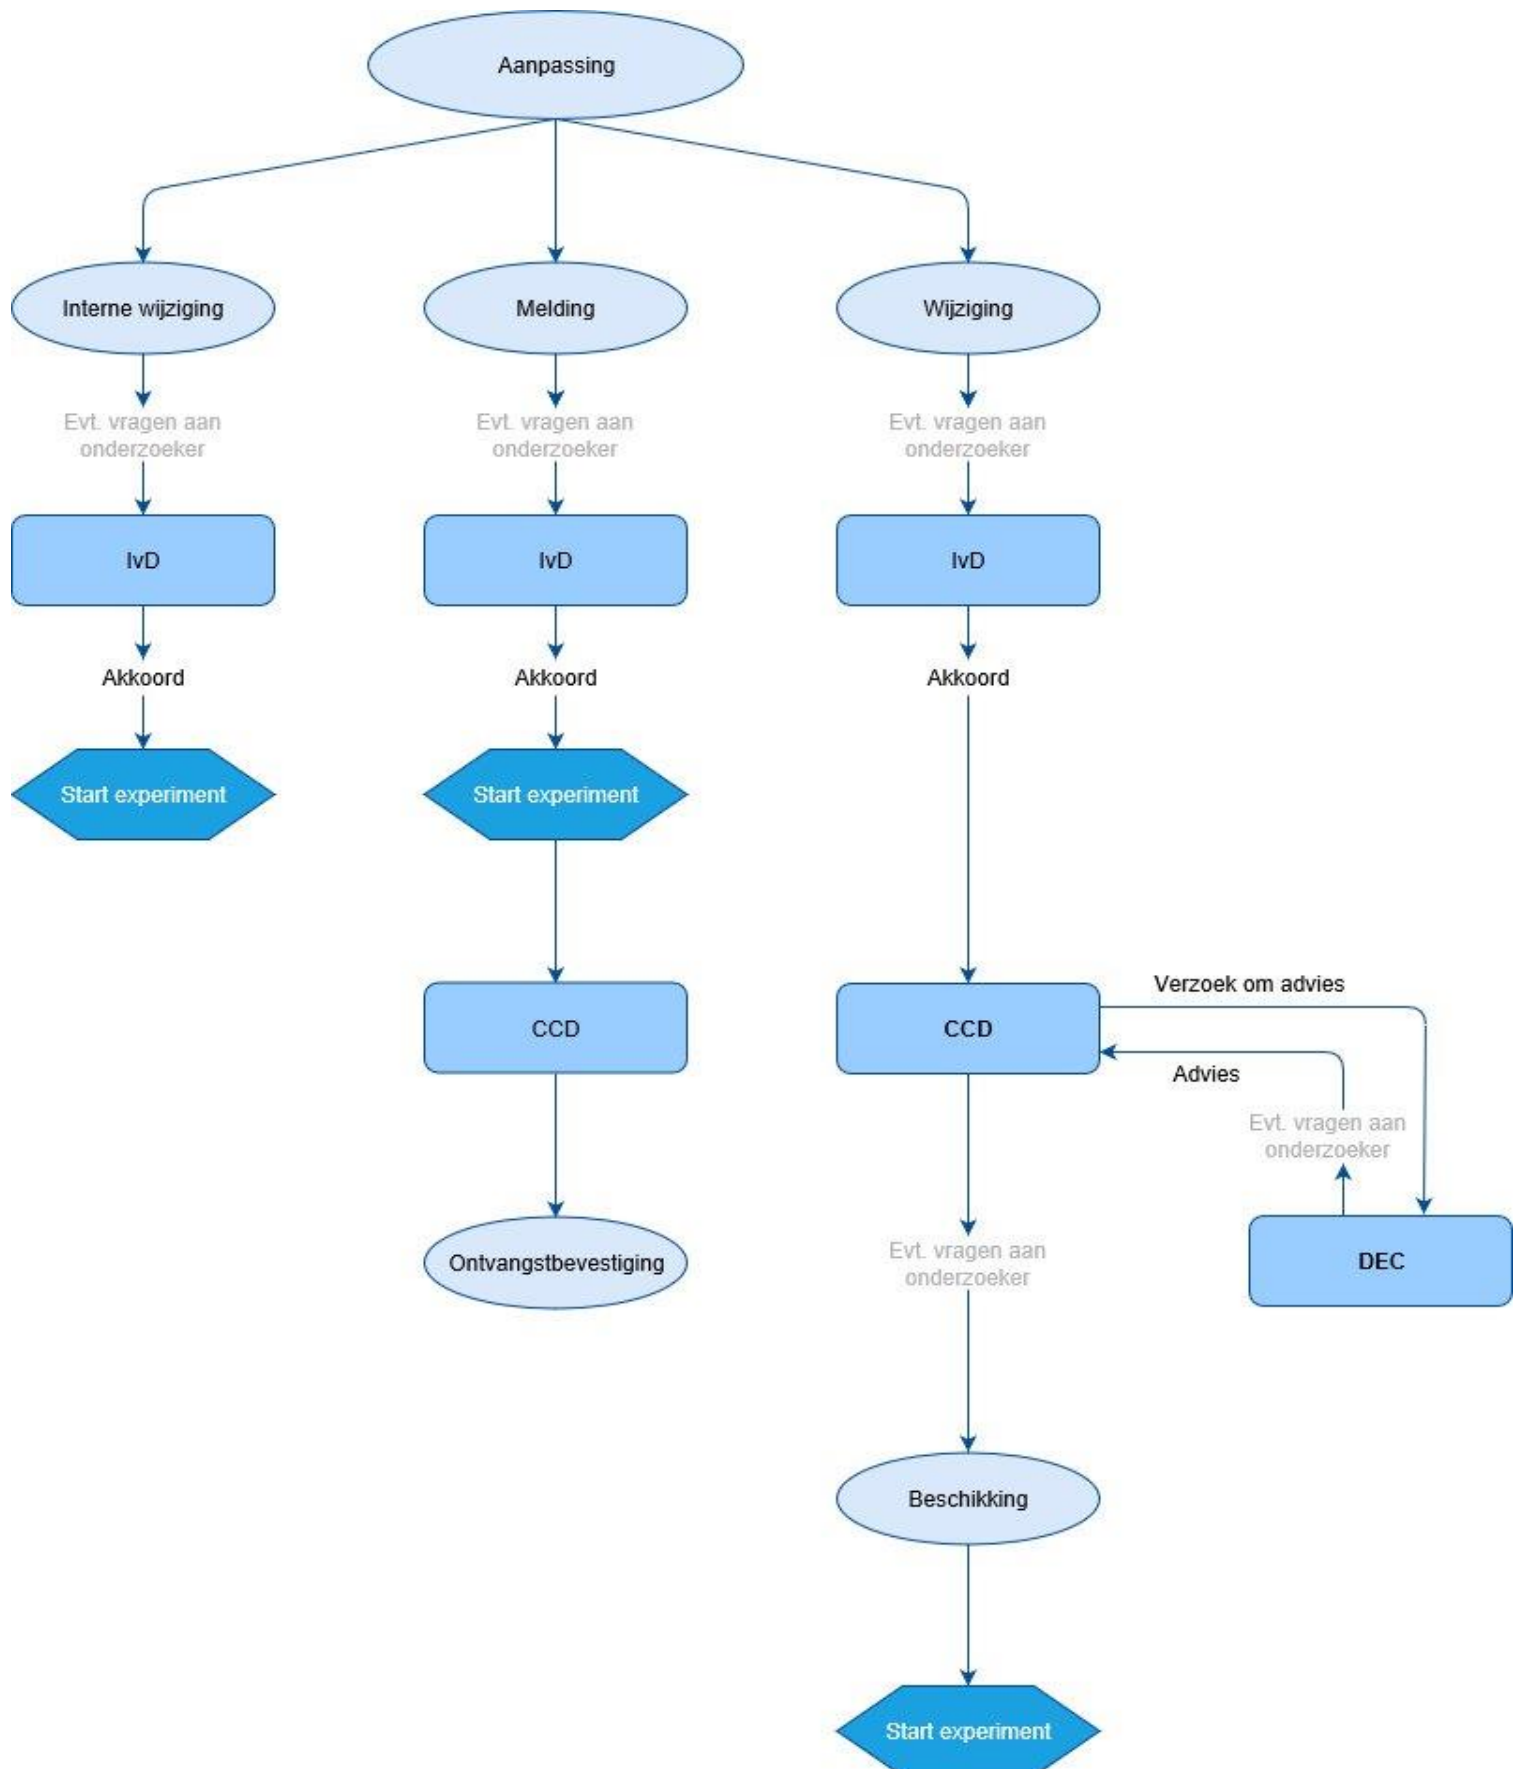 Aanpassing
Interne wijziging
Melding
Wijziging
Evt. vragen aan
onderzoeker
Evt. vragen aan
onderzoeker
Evt. vragen aan
onderzoeker
IvD
IvD
IvD
Akkoord
Akkoord
Akkoord
Start experiment
Start experiment
CCD
CCD
Verzoek om advies
Advies
Evt. vragen aan
onderzoeker
DEC
Ontvangstbevestiging
Evt. vragen aan
onderzoeker
Beschikking
Start experiment